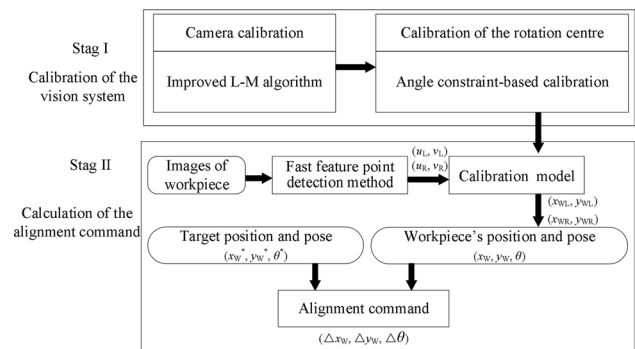 Stag I
Calibration of the
vision system
Camera calibration
Improved L-M algorithm
Calibration of the rotation centre
Angle constraint-based calibration
Stag II
Calculation of the
alignment command
Images of
workpiece
Fast feature point
detection method
(uL, vL)
(uR, vR)
Calibration model
(xWL, yWL)
(xWR, yWR)
Target position and pose
(xW*, yW*, θ*)
Workpiece's position and pose
(xW, yW, θ)
Alignment command
(△xW, △yW, △θ)